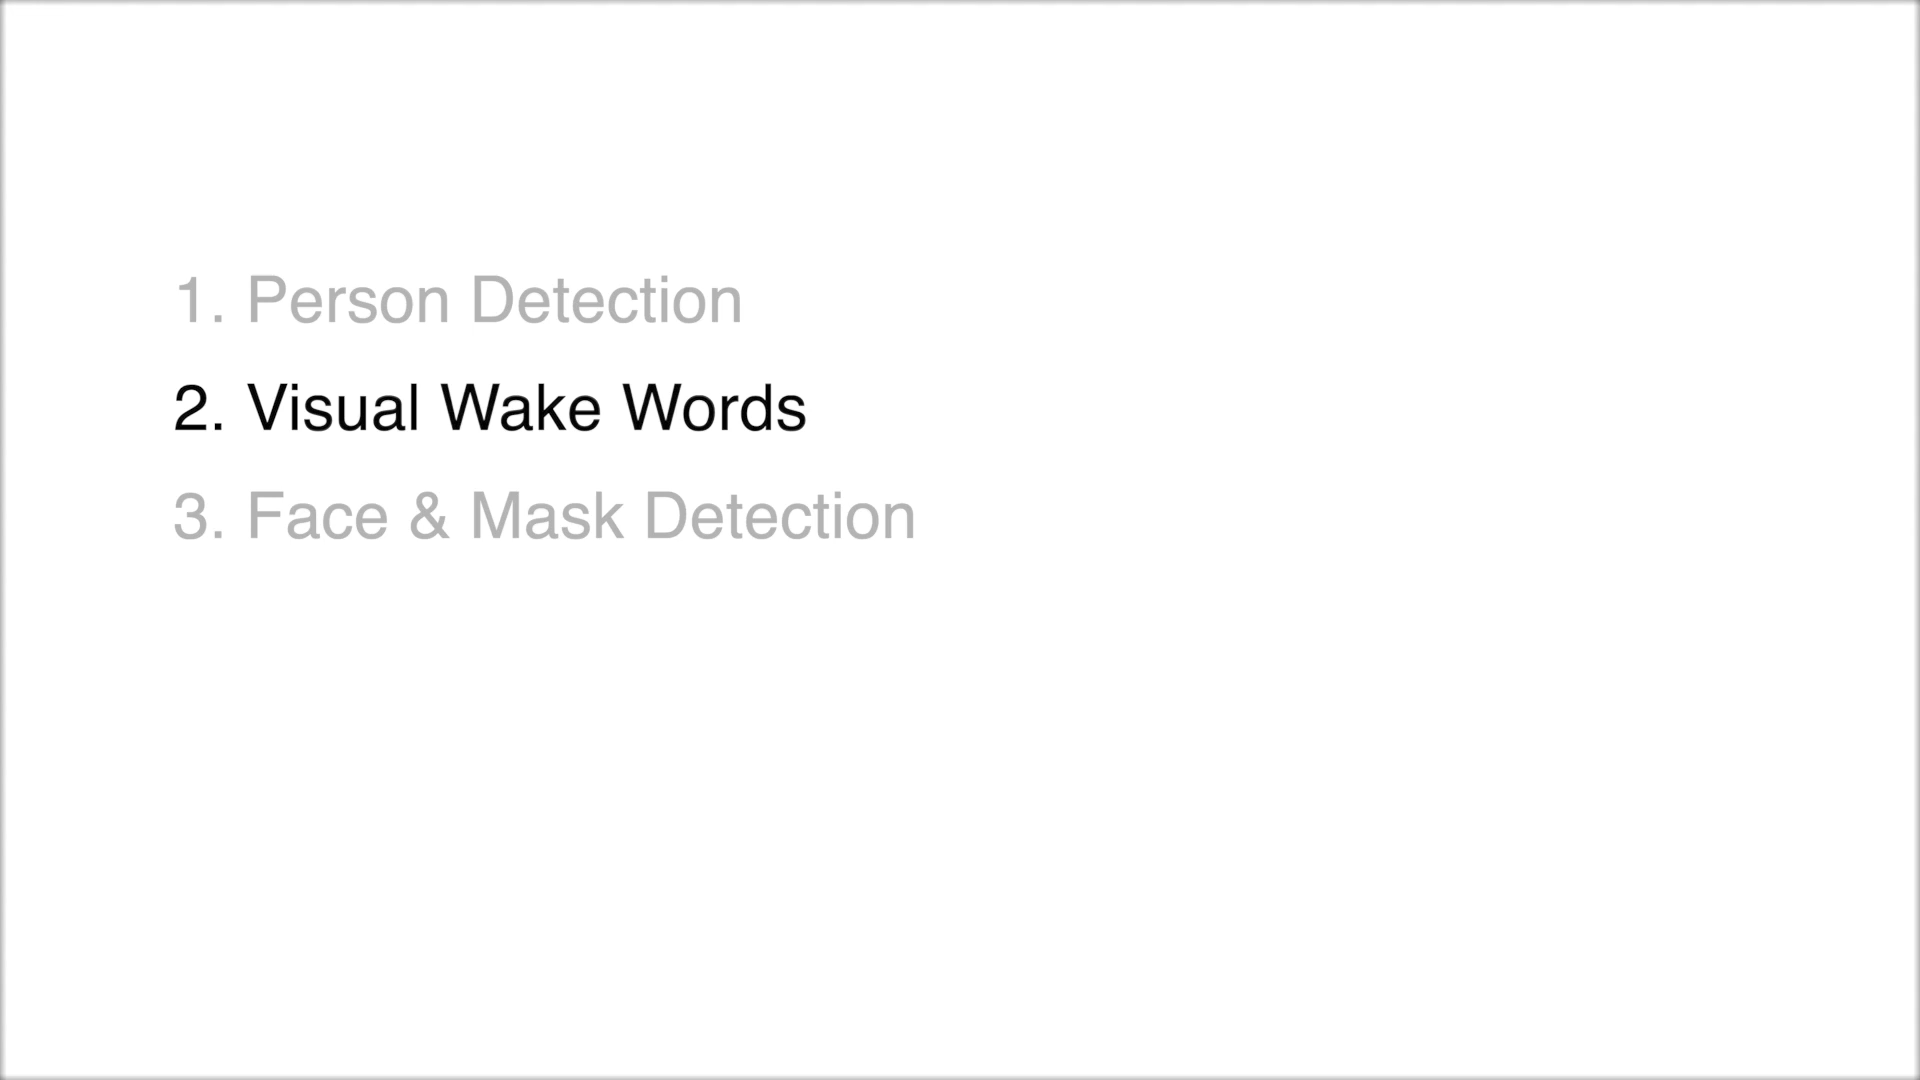 1. Person Detection
2. Visual Wake Words
3. Face & Mask Detection